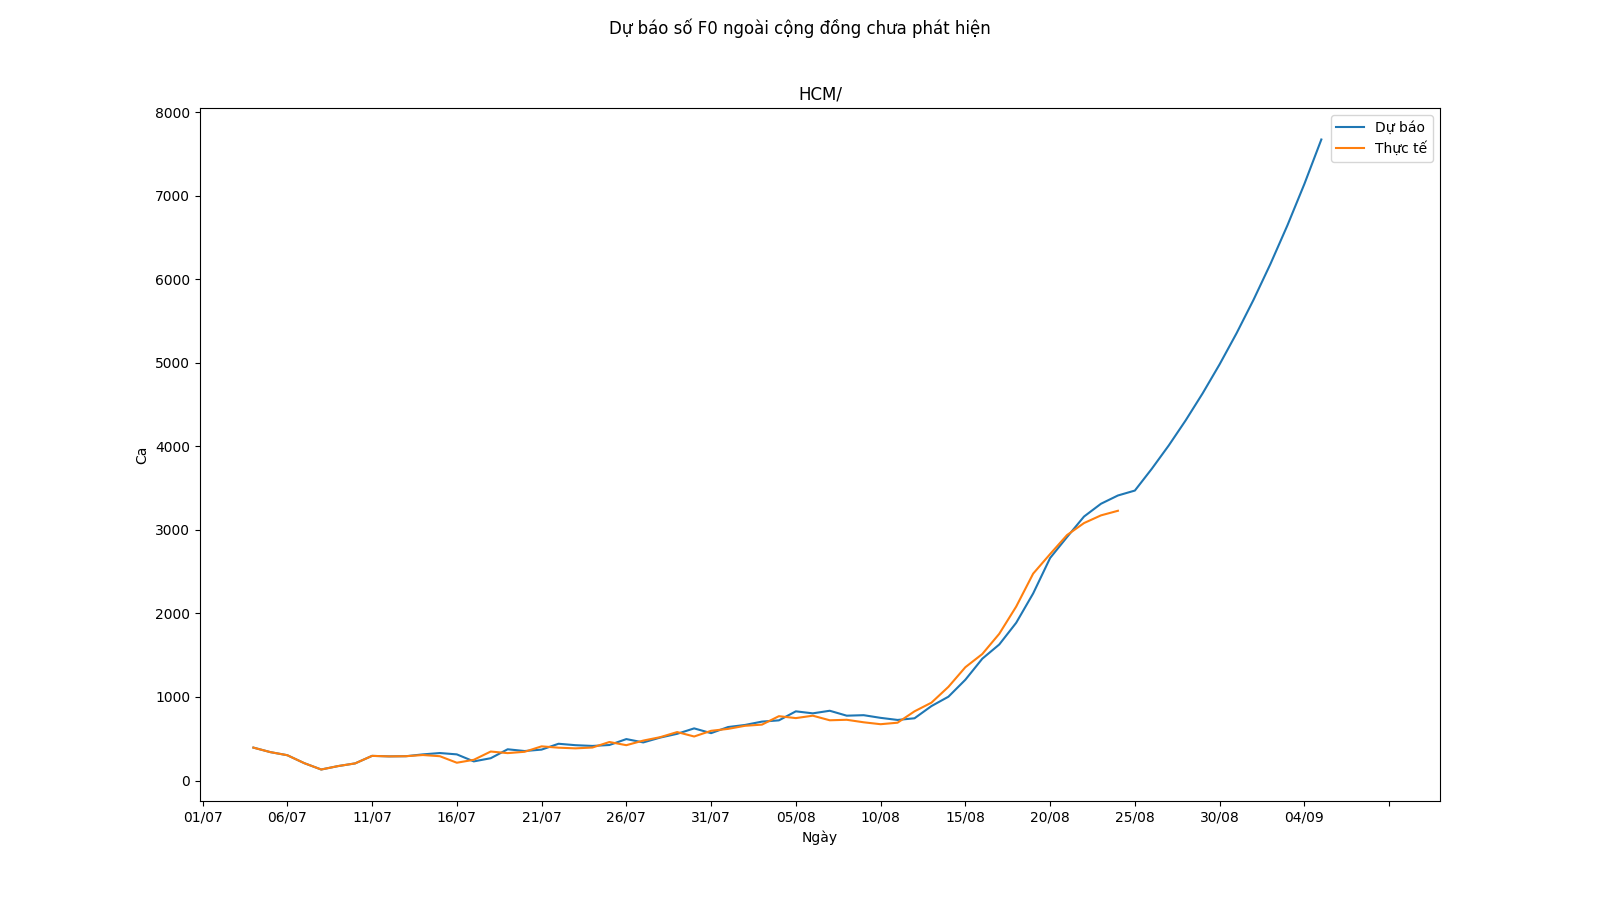 Dự báo số F0 ngoài cộng đồng chưa phát hiện
HCM/
Dự báo
Thực tế
8000
7000
6000
5000
4000
3000
2000
1000
0
Ca
01/07 06/07 11/07 16/07 21/07 26/07 31/07 05/08 10/08 15/08 20/08 25/08 30/08 04/09
Ngày